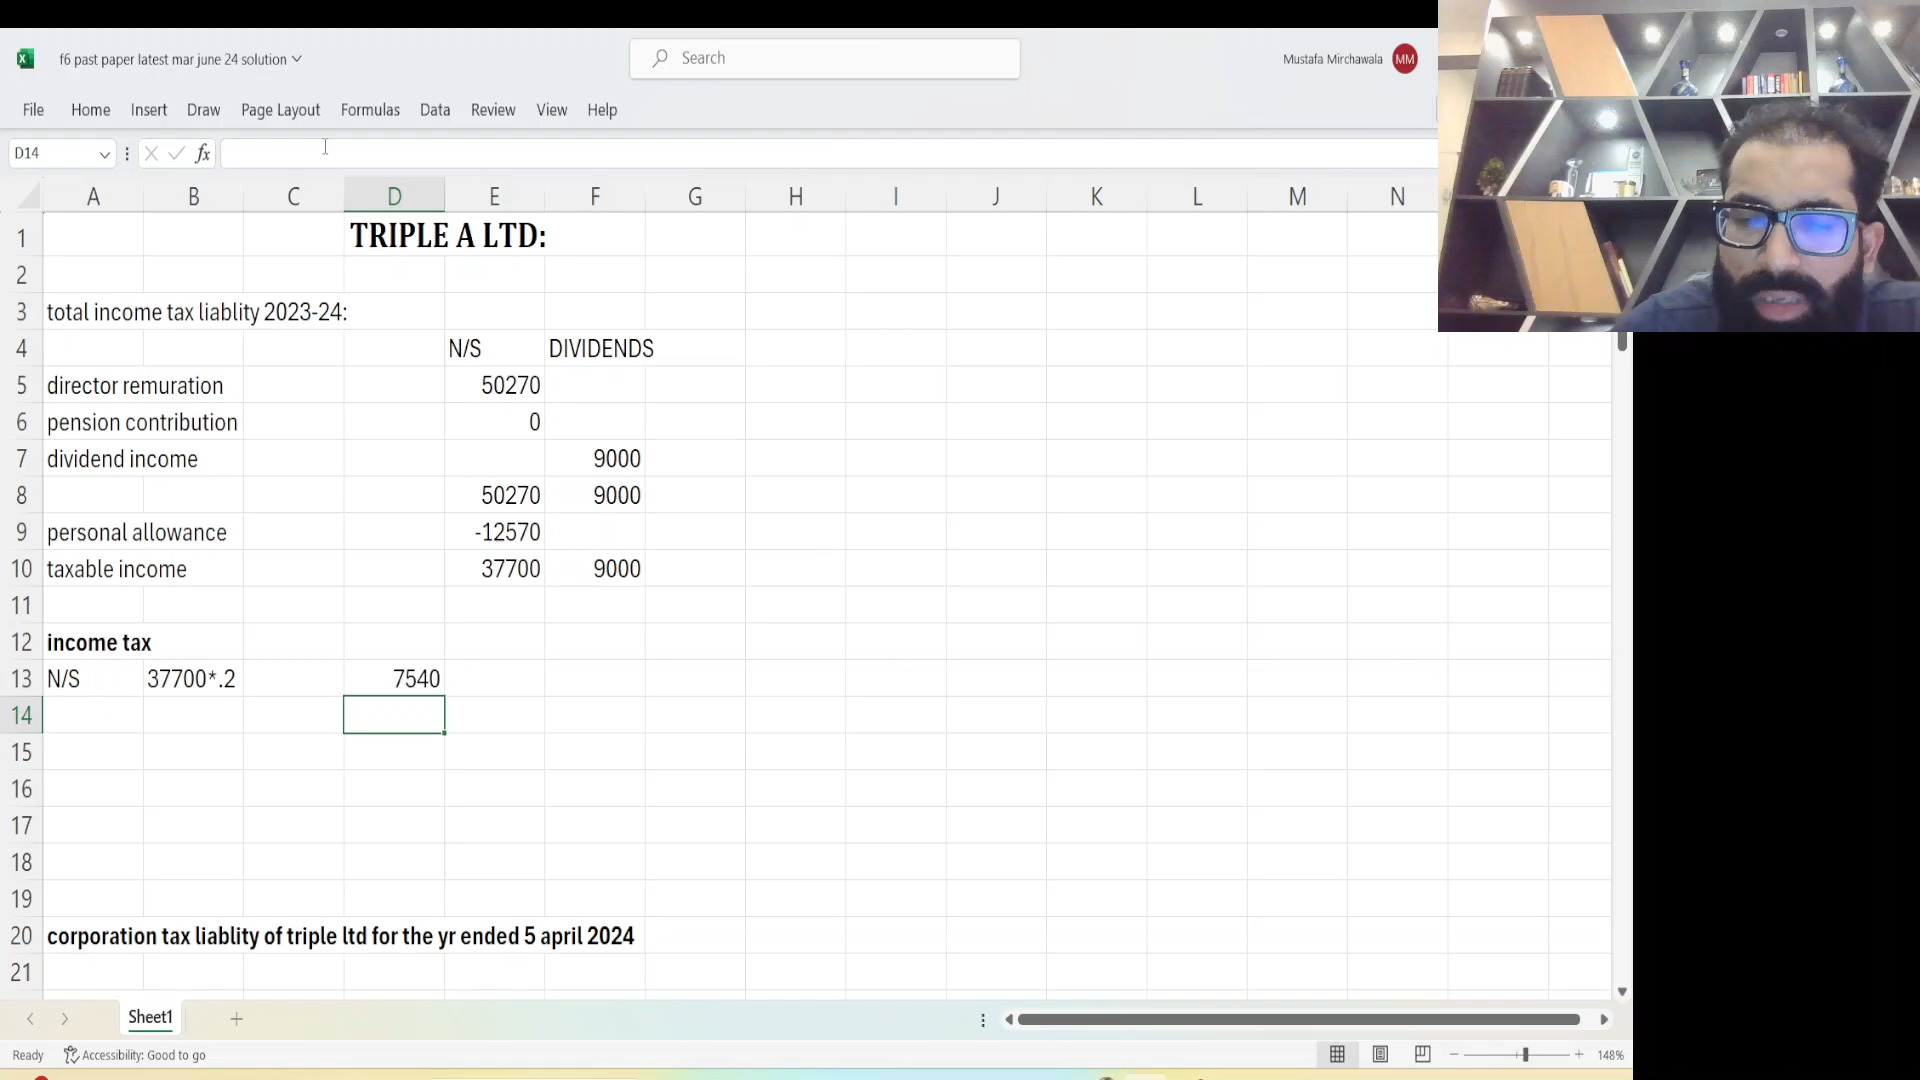 f6 past paper latest mar june 24 solution
Search
Mustafa Mirchawala MM
File Home Insert Draw Page Layout Formulas Data Review View Help
D14 fx
A B C D E F G H I J K L M N
1 TRIPLE A LTD:
2
3 total income tax liablity 2023-24:
4 N/S DIVIDENDS
5 director remuration 50270
6 pension contribution 0
7 dividend income 9000
8 50270 9000
9 personal allowance -12570
10 taxable income 37700 9000
11
12 income tax
13 N/S 37700*.2 7540
14
15
16
17
18
19
20 corporation tax liablity of triple ltd for the yr ended 5 april 2024
21
Sheet1
Ready Accessibility: Good to go 148%